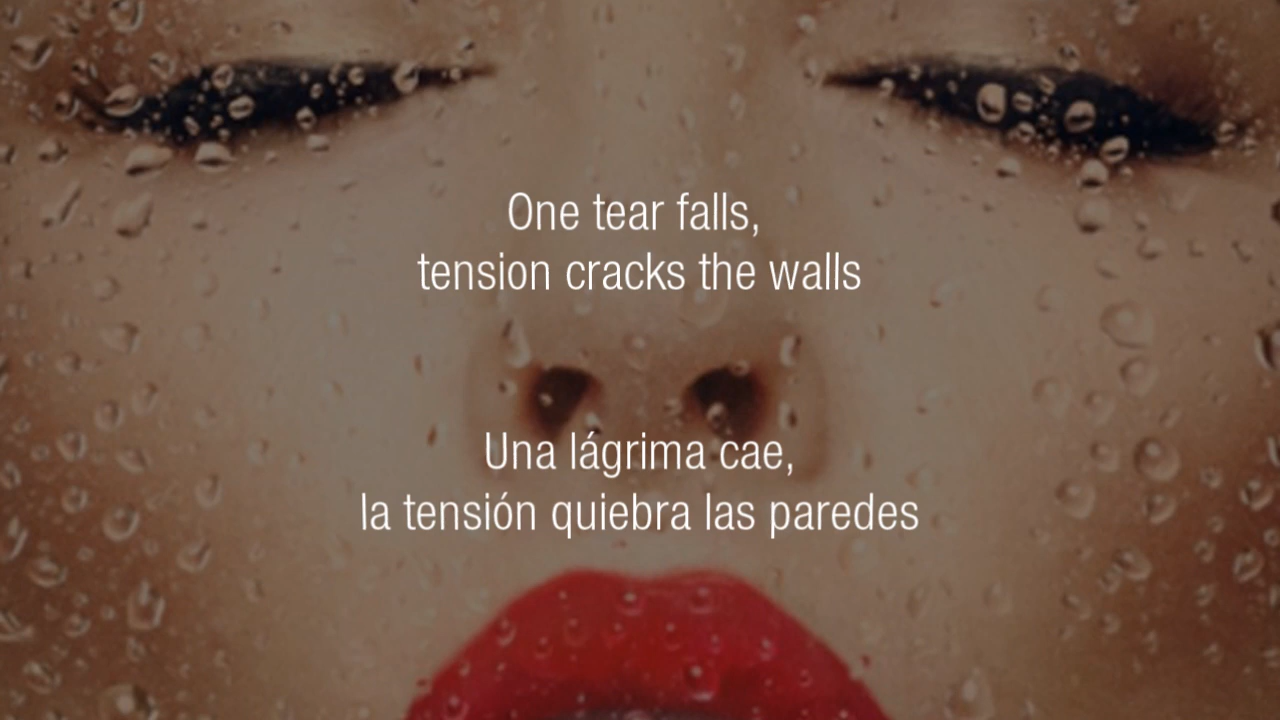 One tear falls,
tension cracks the walls
Una lágrima cae,
la tensión quiebra las paredes